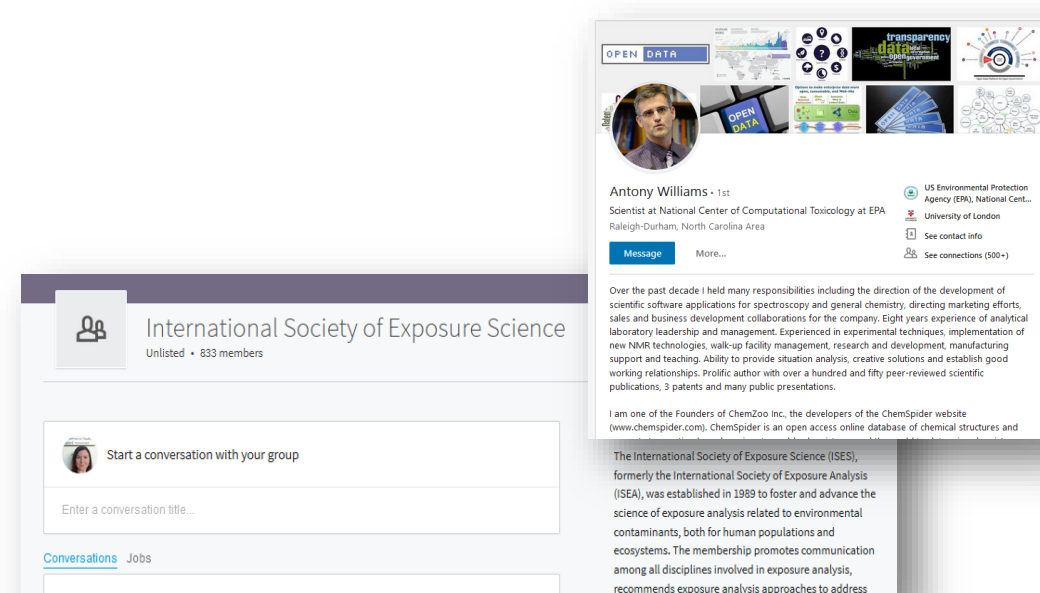 OPEN DATA
transparency
data
open government
OPEN
DATA
Antony Williams • 1st
Scientist at National Center of Computational Toxicology at EPA
Raleigh-Durham, North Carolina Area
Message
More...
US Environmental Protection
Agency (EPA), National Cent...
University of London
See contact info
See connections (500+)
Over the past decade I held many responsibilities including the direction of the development of
scientific software applications for spectroscopy and general chemistry, directing marketing efforts,
sales and business development collaborations for the company. Eight years experience of analytical
laboratory leadership and management. Experienced in experimental techniques, implementation of
new NMR technologies, walk-up facility management, research and development, manufacturing
support and teaching. Ability to provide situation analysis, creative solutions and establish good
working relationships. Prolific author with over a hundred and fifty peer-reviewed scientific
publications, 3 patents and many public presentations.
I am one of the Founders of ChemZoo Inc., the developers of the ChemSpider website
(www.chemspider.com). ChemSpider is an open access online database of chemical structures and
International Society of Exposure Science
Unlisted • 833 members
Start a conversation with your group
Enter a conversation title...
Conversations Jobs
The International Society of Exposure Science (ISES),
formerly the International Society of Exposure Analysis
(ISEA), was established in 1989 to foster and advance the
science of exposure analysis related to environmental
contaminants, both for human populations and
ecosystems. The membership promotes communication
among all disciplines involved in exposure analysis,
recommends exposure analysis approaches to address